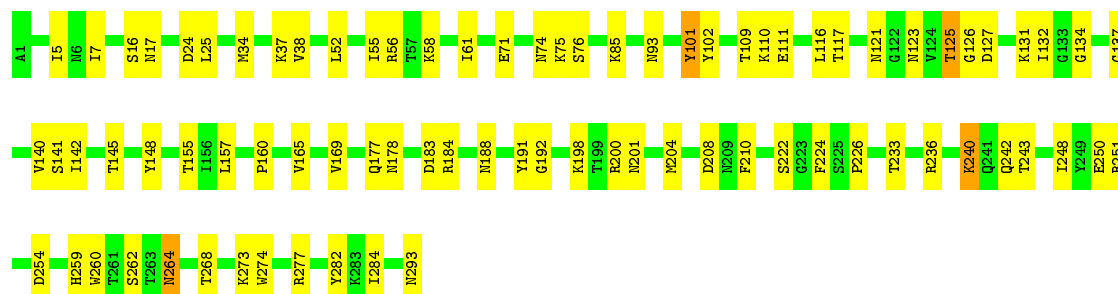 A1 I5 N6 I7 S16 N17 D24 L25 M34 K37 V38 L52 I55 R56 T57 K58 I61 E71 N74 K75 S76 K85 N93 Y101 Y102 T109 K110 E111 L116 T117 N121 G122 N123 V124 T125 G126 D127 K131 I132 G133 G134 G137
V140 S141 I142 T145 Y148 T155 I156 L157 P160 V165 V169 Q177 N178 D183 R184 N188 Y191 G192 K198 T199 R200 N201 M204 D208 N209 F210 S222 G223 F224 S225 P226 T233 R236 K240 Q241 Q242 T243 I248 Y249 E250
D254 H259 W260 T261 S262 T263 N264 T268 K273 W274 R277 Y282 K283 I284 N293